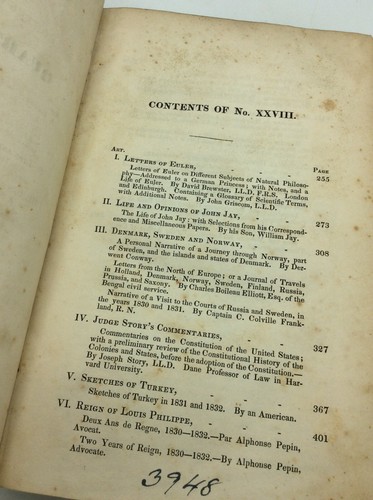 CONTENTS OF No. XXVIII.
ART. PAGE
I. LETTERS OF EULER, - - - 255
Letters of Euler on Different Subjects of Natural Philoso-
phy—Addressed to a German Princess; with Notes, and a
Life of Euler. By David Brewster, LL.D. F.R.S. London
and Edinburgh. Containing a Glossary of Scientific Terms,
with Additional Notes. By John Griscom, L.L.D.
II. LIFE AND OPINIONS OF JOHN JAY, - - 273
The Life of John Jay: with Selections from his Correspond-
ence and Miscellaneous Papers. By his Son, William Jay.
III. DENMARK, SWEDEN AND NORWAY, - - 308
A Personal Narrative of a Journey through Norway, part
of Sweden, and the islands and states of Denmark. By Der-
went Conway.
Letters from the North of Europe; or a Journal of Travels
in Holland, Denmark, Norway, Sweden, Finland, Russia,
Prussia, and Saxony. By Charles Boileau Elliott, Esq. of the
Bengal civil service.
Narrative of a Visit to the Courts of Russia and Sweden, in
the years 1830 and 1831. By Captain C. Colville Frank-
land, R. N.
IV. JUDGE STORY'S COMMENTARIES, - - 327
Commentaries on the Constitution of the United States;
with a preliminary review of the Constitutional History of the
Colonies and States, before the adoption of the Constitution.—
By Joseph Story, LL.D. Dane Professor of Law in Har-
vard University.
V. SKETCHES OF TURKEY, - - - 367
Sketches of Turkey in 1831 and 1832. By an American.
VI. REIGN OF LOUIS PHILIPPE, - - - 401
Deux Ans de Regne, 1830–1832.—Par Alphonse Pepin,
Avocat.
Two Years of Reign, 1830–1832.—By Alphonse Pepin,
Advocate.
3948